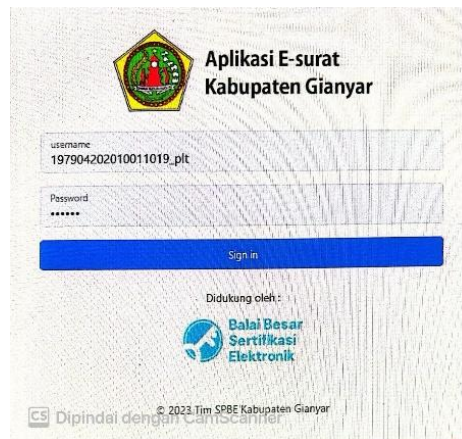 Aplikasi E-surat
Kabupaten Gianyar
username
197904202010011019_plt
Password
••••••
Sign in
Didukung oleh :
Balai Besar
Sertifikasi
Elektronik
© 2023 Tim SPBE Kabupaten Gianyar
CS Dipindai dengan CamScanner